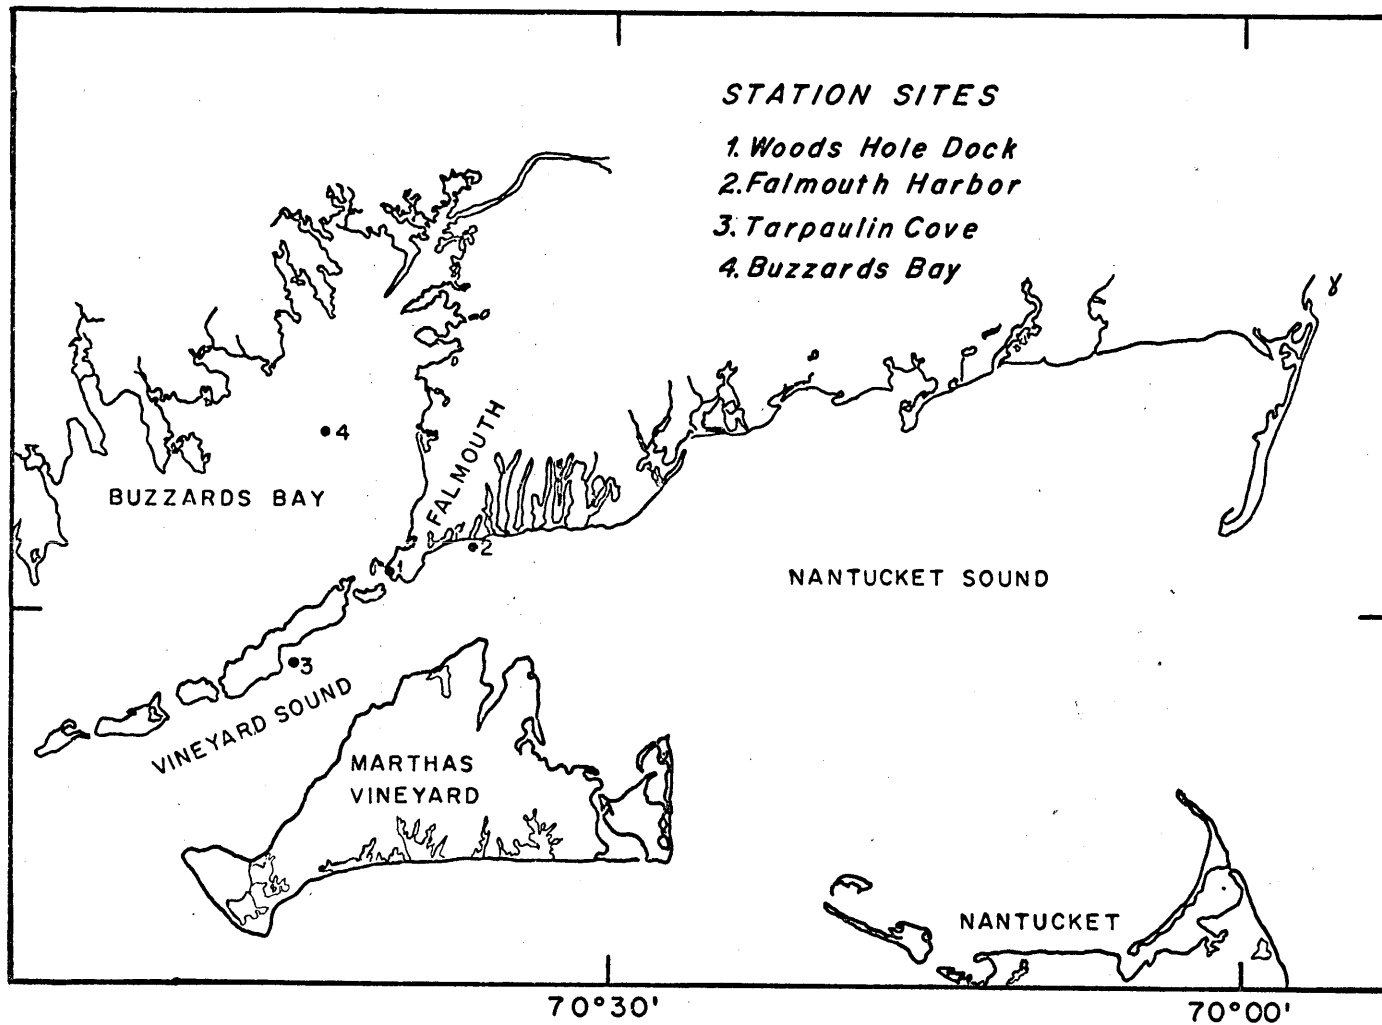 STATION SITES
1. Woods Hole Dock
2. Falmouth Harbor
3. Tarpaulin Cove
4. Buzzards Bay
4
FALMOUTH
BUZZARDS BAY
2
1
NANTUCKET SOUND
3
VINEYARD SOUND
MARTHAS
VINEYARD
NANTUCKET
70°30'
70°00'